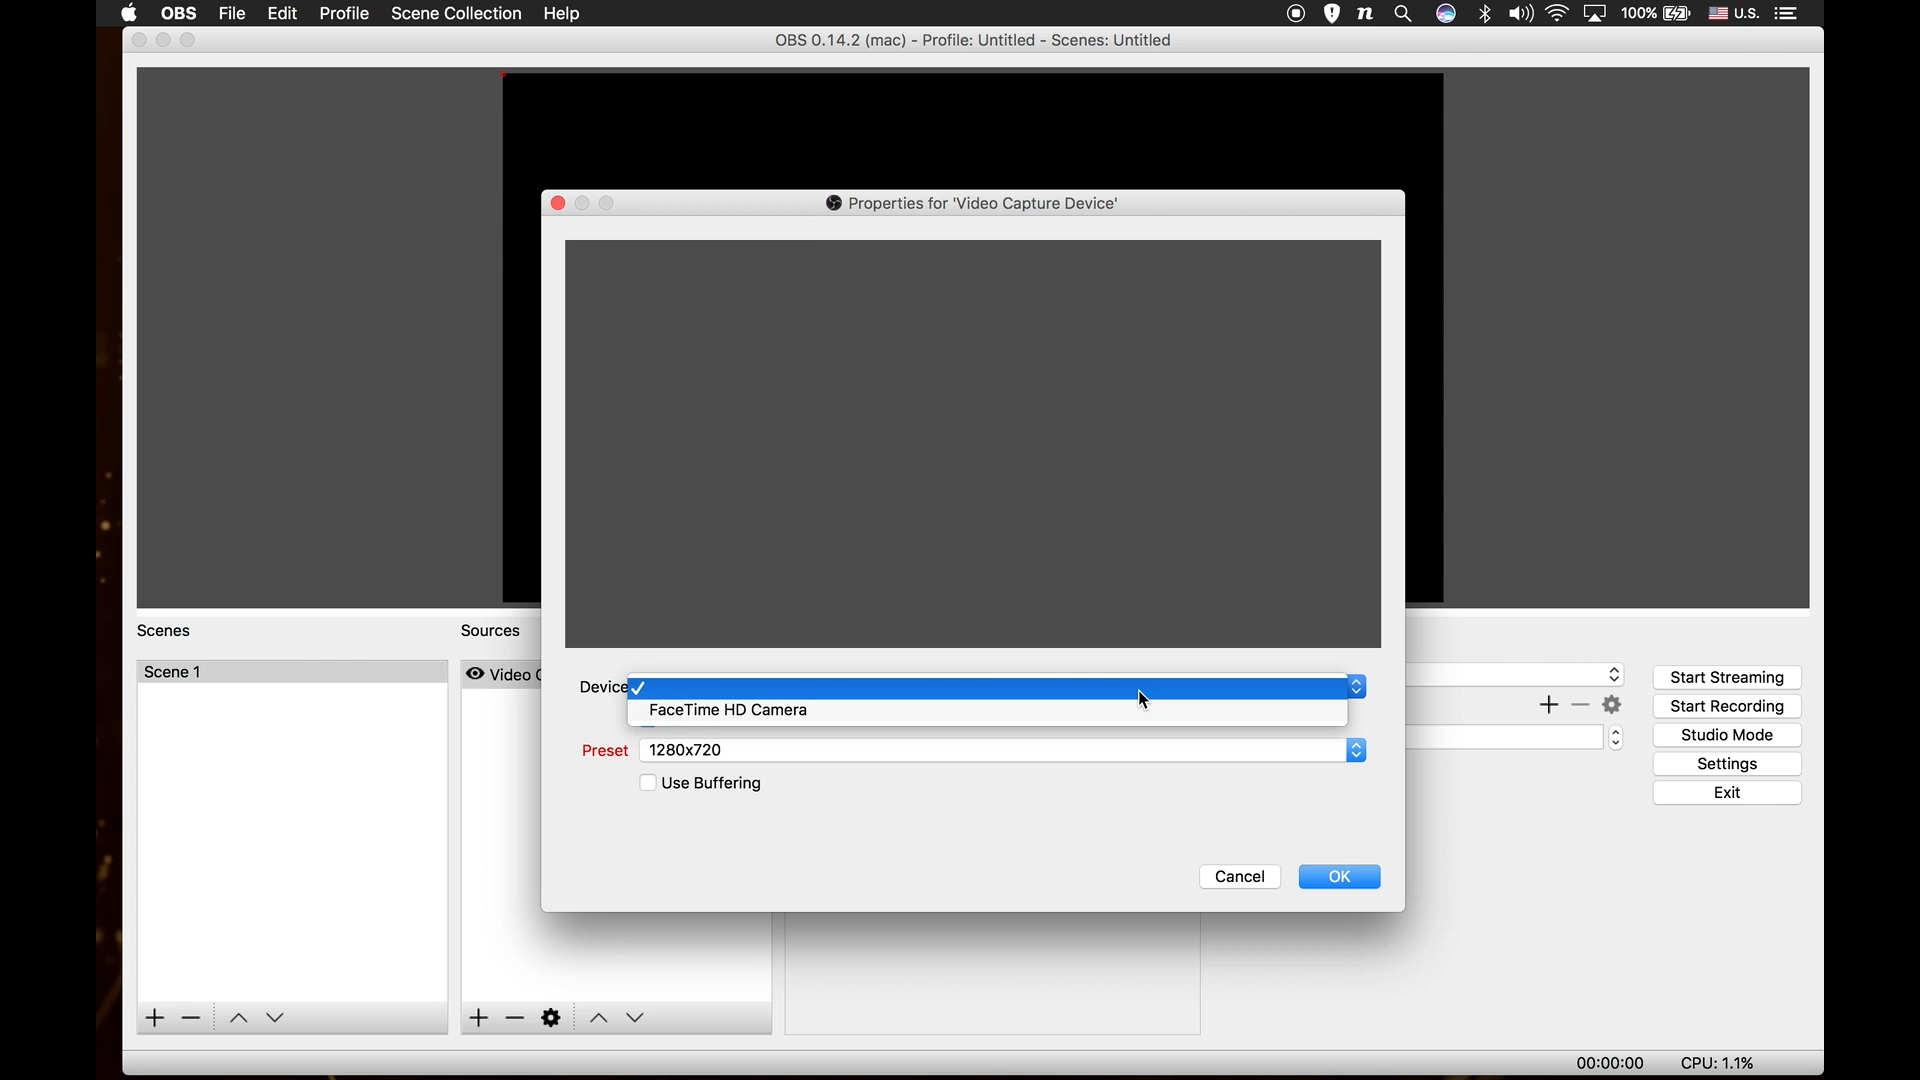 OBS File Edit Profile Scene Collection Help n 100% U.S.
OBS 0.14.2 (mac) - Profile: Untitled - Scenes: Untitled
Properties for 'Video Capture Device'
Scenes
Sources
Scene 1
Video
Device
FaceTime HD Camera
Preset 1280x720
Use Buffering
Cancel OK
Start Streaming
Start Recording
Studio Mode
Settings
Exit
00:00:00 CPU: 1.1%